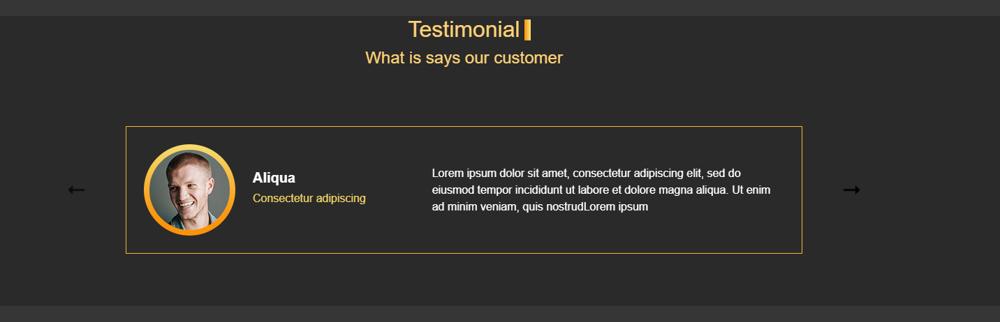 Testimonial
What is says our customer
Aliqua
Consectetur adipiscing
Lorem ipsum dolor sit amet, consectetur adipiscing elit, sed do
eiusmod tempor incididunt ut labore et dolore magna aliqua. Ut enim
ad minim veniam, quis nostrudLorem ipsum